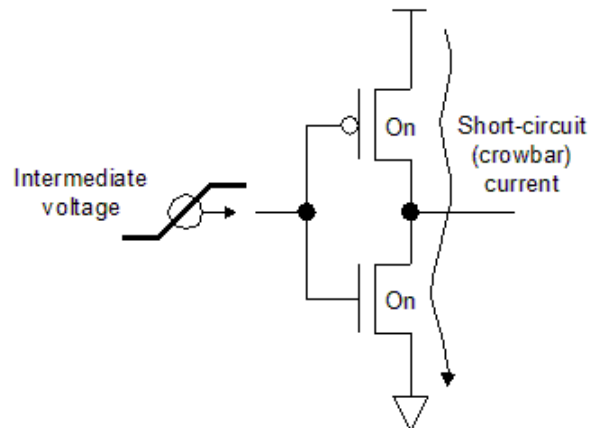 On
Short-circuit
(crowbar)
current
Intermediate
voltage
On